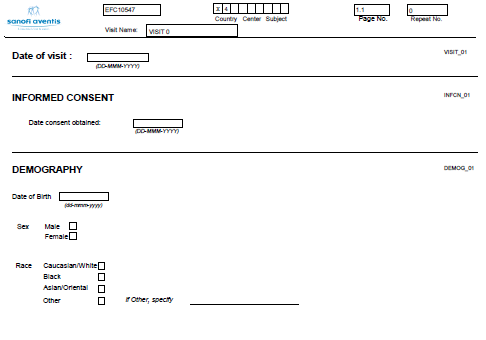 sanofi aventis
EFC10547
X 4
Country Center Subject
1.1
Page No.
0
Repeat No.
Visit Name: VISIT 0
Date of visit :
(DD-MMM-YYYY)
VISIT_01
INFORMED CONSENT
INFCN_01
Date consent obtained:
(DD-MMM-YYYY)
DEMOGRAPHY
DEMOG_01
Date of Birth
(dd-mmm-yyyy)
Sex Male
Female
Race Caucasian/White
Black
Asian/Oriental
Other If Other, specify